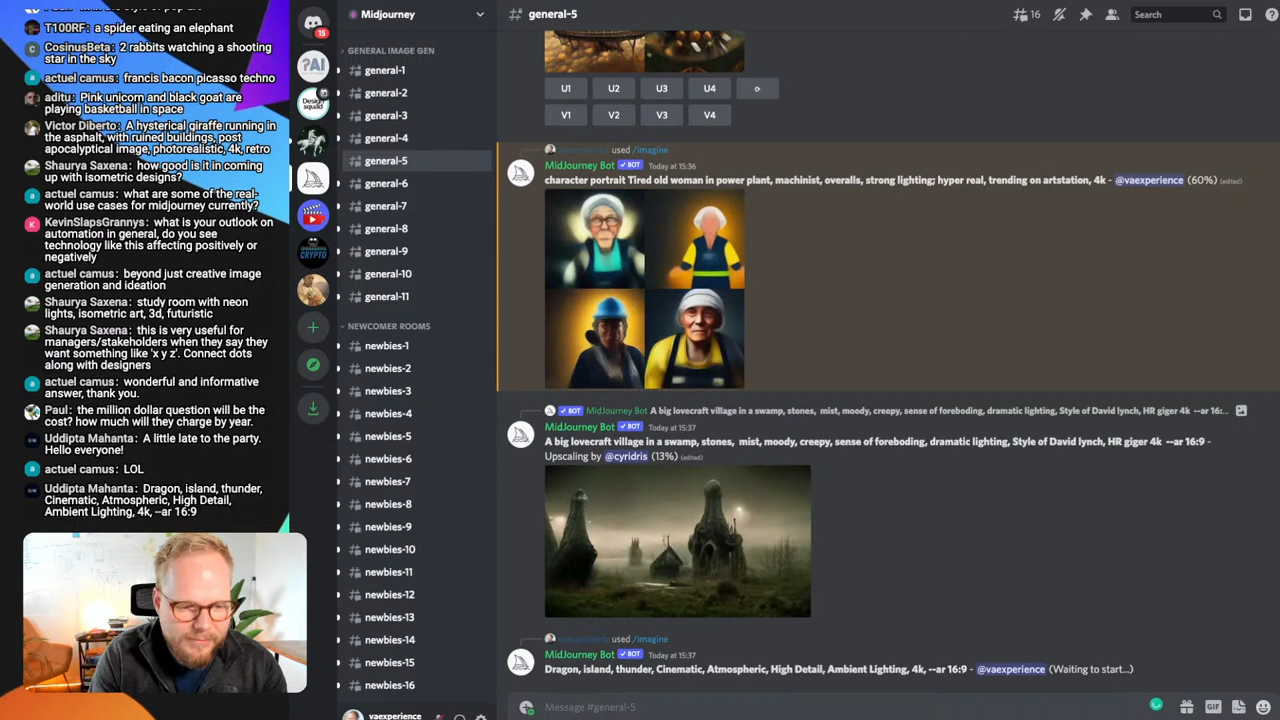 T100RF: a spider eating an elephant
CosinusBeta: 2 rabbits watching a shooting
star in the sky
actuel camus: francis bacon picasso techno
aditu: Pink unicorn and black goat are
playing basketball in space
Victor Diberto: A hysterical giraffe running in
the asphalt, with ruined buildings, post
apocalyptical image, photorealistic, 4k, retro
Shaurya Saxena: how good is it in coming
up with isometric designs?
actuel camus: what are some of the real-
world use cases for midjourney currently?
KevinSlapsGrannys: what is your outlook on
automation in general, do you see
technology like this affecting positively or
negatively
actuel camus: beyond just creative image
generation and ideation
Shaurya Saxena: study room with neon
lights, isometric art, 3d, futuristic
Shaurya Saxena: this is very useful for
managers/stakeholders when they say they
want something like 'x y z'. Connect dots
along with designers
actuel camus: wonderful and informative
answer, thank you.
Paul: the million dollar question will be the
cost? how much will they charge by year.
Uddipta Mahanta: A little late to the party.
Hello everyone!
actuel camus: LOL
Uddipta Mahanta: Dragon, island, thunder,
Cinematic, Atmospheric, High Detail,
Ambient Lighting, 4k, --ar 16:9
15
PAI
Design
squad
CRYPTO
Midjourney
GENERAL IMAGE GEN
general-1
general-2
general-3
general-4
general-5
general-6
general-7
general-8
general-9
general-10
general-11
NEWCOMER ROOMS
newbies-1
newbies-2
newbies-3
newbies-4
newbies-5
newbies-6
newbies-7
newbies-8
newbies-9
newbies-10
newbies-11
newbies-12
newbies-13
newbies-14
newbies-15
newbies-16
vaexperience
general-5
16
Search
U1 U2 U3 U4
V1 V2 V3 V4
vaexperience used /imagine
MidJourney Bot ✓ BOT Today at 15:36
character portrait Tired old woman in power plant, machinist, overalls, strong lighting; hyper real, trending on artstation, 4k - @vaexperience (60%) (edited)
✓ BOT MidJourney Bot A big lovecraft village in a swamp, stones, mist, moody, creepy, sense of foreboding, dramatic lighting, Style of David lynch, HR giger 4k --ar 16:...
MidJourney Bot ✓ BOT Today at 15:37
A big lovecraft village in a swamp, stones, mist, moody, creepy, sense of foreboding, dramatic lighting, Style of David lynch, HR giger 4k --ar 16:9 -
Upscaling by @cyridris (13%) (edited)
vaexperience used /imagine
MidJourney Bot ✓ BOT Today at 15:37
Dragon, island, thunder, Cinematic, Atmospheric, High Detail, Ambient Lighting, 4k, --ar 16:9 - @vaexperience (Waiting to start...)
Message #general-5
GIF